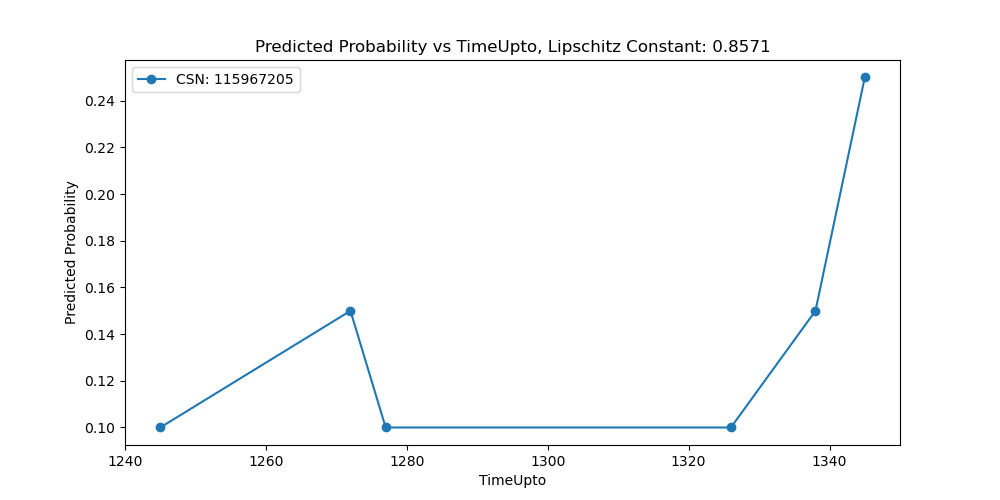 Predicted Probability vs TimeUpto, Lipschitz Constant: 0.8571
CSN: 115967205
Predicted Probability
0.24
0.22
0.20
0.18
0.16
0.14
0.12
0.10
1240 1260 1280 1300 1320 1340
TimeUpto